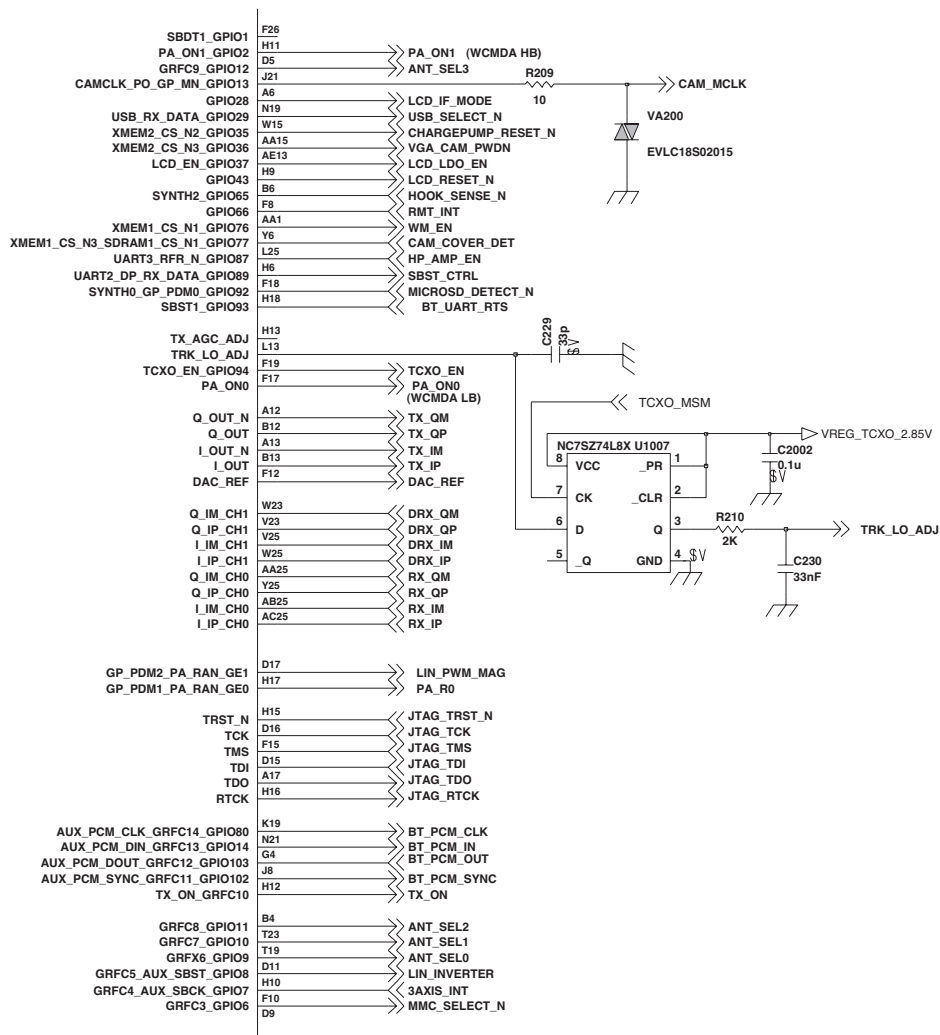 SBDT1_GPIO1 F26
PA_ON1_GPIO2 H11 PA_ON1 (WCMDA HB)
GRFC9_GPIO12 D5 ANT_SEL3
CAMCLK_PO_GP_MN_GPIO13 J21 R209 10 CAM_MCLK
GPIO28 A6 LCD_IF_MODE
VA200
USB_RX_DATA_GPIO29 N19 USB_SELECT_N
XMEM2_CS_N2_GPIO35 W15 CHARGEPUMP_RESET_N
XMEM2_CS_N3_GPIO36 AA15 VGA_CAM_PWDN
EVLC18S02015
LCD_EN_GPIO37 AE13 LCD_LDO_EN
GPIO43 H9 LCD_RESET_N
SYNTH2_GPIO65 B6 HOOK_SENSE_N
GPIO66 F8 RMT_INT
XMEM1_CS_N1_GPIO76 AA1 WM_EN
XMEM1_CS_N3_SDRAM1_CS_N1_GPIO77 Y6 CAM_COVER_DET
UART3_RFR_N_GPIO87 L25 HP_AMP_EN
UART2_DP_RX_DATA_GPIO89 H6 SBST_CTRL
SYNTH0_GP_PDM0_GPIO92 F18 MICROSD_DETECT_N
SBST1_GPIO93 H18 BT_UART_RTS
TX_AGC_ADJ H13
C229 33p $V
TRK_LO_ADJ L13
TCXO_EN_GPIO94 F19 TCXO_EN
PA_ON0 F17 PA_ON0
(WCMDA LB)
TCXO_MSM
Q_OUT_N A12 TX_QM
Q_OUT B12 TX_QP
VREG_TCXO_2.85V
I_OUT_N A13 TX_IM
NC7SZ74L8X U1007
C2002
0.1u
$V
I_OUT B13 TX_IP
8 VCC _PR 1
DAC_REF F12 DAC_REF
7 CK _CLR 2
Q_IM_CH1 W23 DRX_QM
R210
2K
Q_IP_CH1 V23 DRX_QP
6 D Q 3
TRK_LO_ADJ
I_IM_CH1 V25 DRX_IM
I_IP_CH1 W25 DRX_IP
5 _Q GND 4 $V
C230
33nF
Q_IM_CH0 AA25 RX_QM
Q_IP_CH0 Y25 RX_QP
I_IM_CH0 AB25 RX_IM
I_IP_CH0 AC25 RX_IP
GP_PDM2_PA_RAN_GE1 D17 LIN_PWM_MAG
GP_PDM1_PA_RAN_GE0 H17 PA_R0
TRST_N H15 JTAG_TRST_N
TCK D16 JTAG_TCK
TMS F15 JTAG_TMS
TDI D15 JTAG_TDI
TDO A17 JTAG_TDO
RTCK H16 JTAG_RTCK
AUX_PCM_CLK_GRFC14_GPIO80 K19 BT_PCM_CLK
AUX_PCM_DIN_GRFC13_GPIO14 N21 BT_PCM_IN
AUX_PCM_DOUT_GRFC12_GPIO103 G4 BT_PCM_OUT
AUX_PCM_SYNC_GRFC11_GPIO102 J8 BT_PCM_SYNC
TX_ON_GRFC10 H12 TX_ON
GRFC8_GPIO11 B4 ANT_SEL2
GRFC7_GPIO10 T23 ANT_SEL1
GRFX6_GPIO9 T19 ANT_SEL0
GRFC5_AUX_SBST_GPIO8 D11 LIN_INVERTER
GRFC4_AUX_SBCK_GPIO7 H10 3AXIS_INT
GRFC3_GPIO6 F10 MMC_SELECT_N
D9